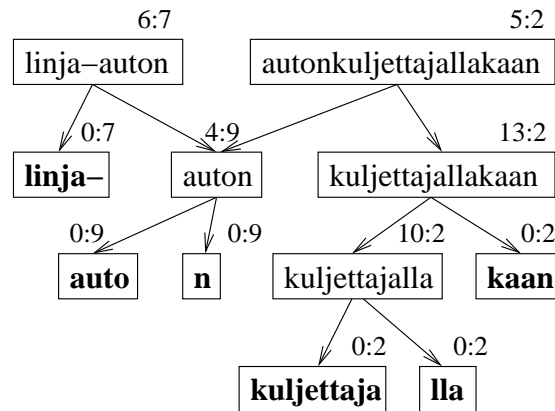 6:7 5:2
linja–auton autonkuljettajallakaan
0:7 4:9 13:2
linja– auton kuljettajallakaan
0:9 0:9 10:2 0:2
auto n kuljettajalla kaan
0:2 0:2
kuljettaja lla